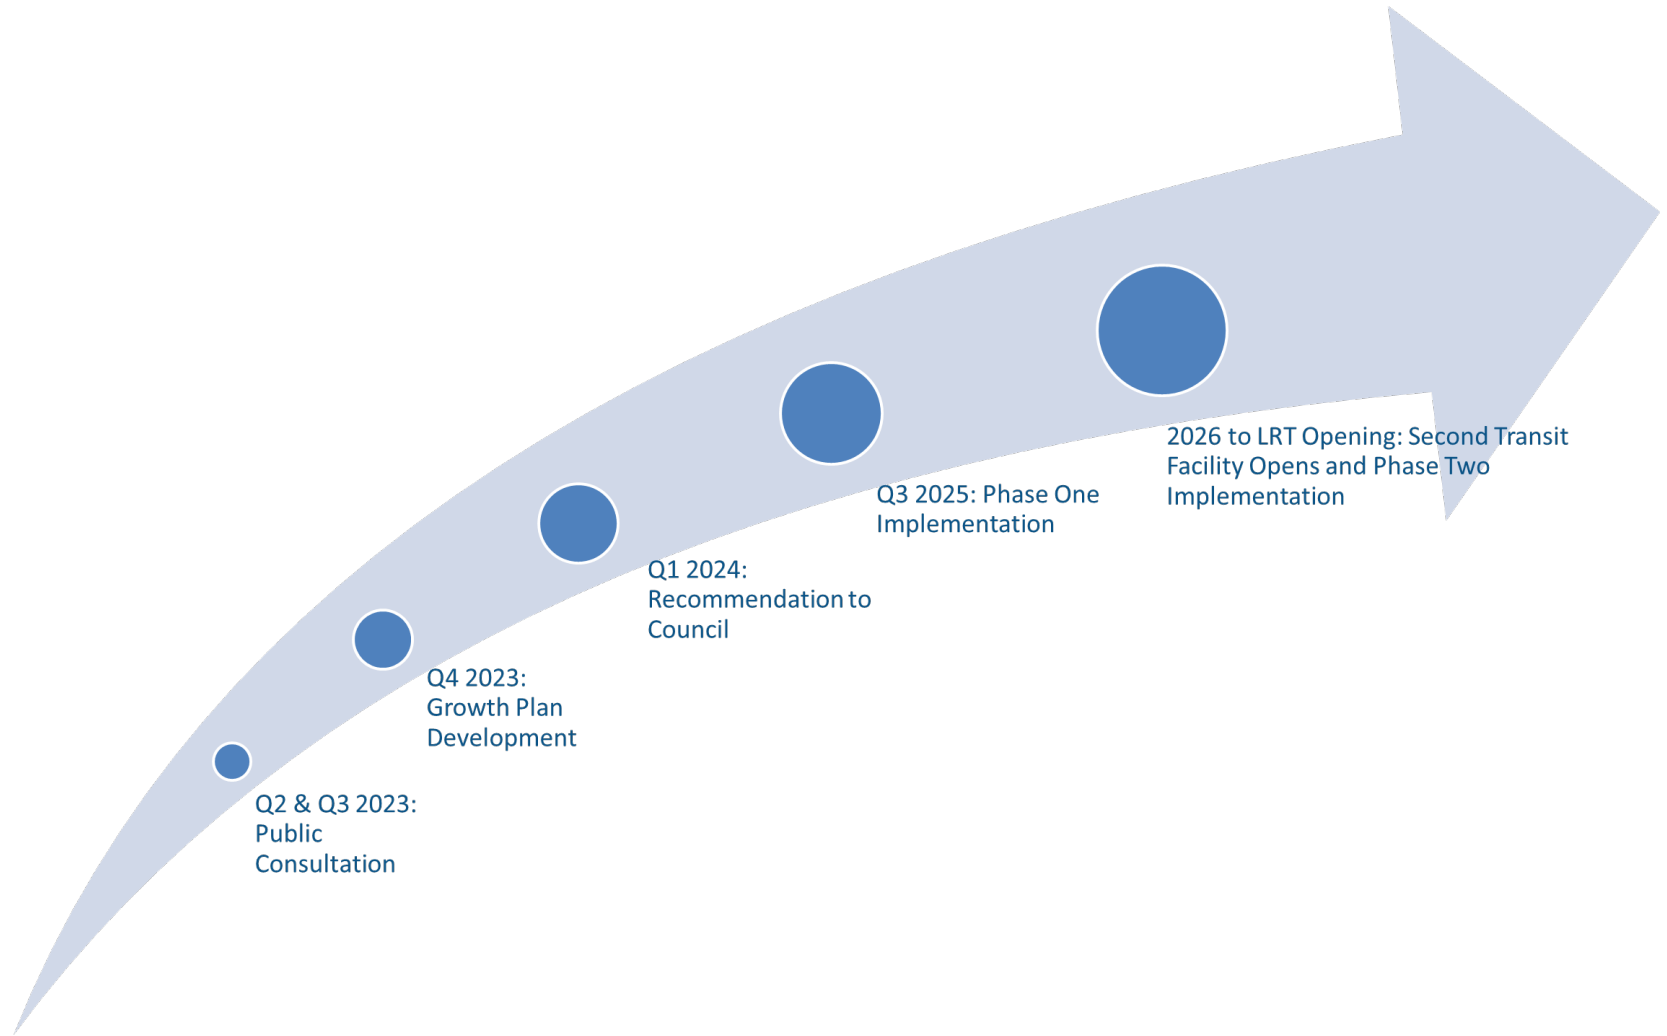 Q2 & Q3 2023:
Public
Consultation
Q4 2023:
Growth Plan
Development
Q1 2024:
Recommendation to
Council
Q3 2025: Phase One
Implementation
2026 to LRT Opening: Second Transit
Facility Opens and Phase Two
Implementation